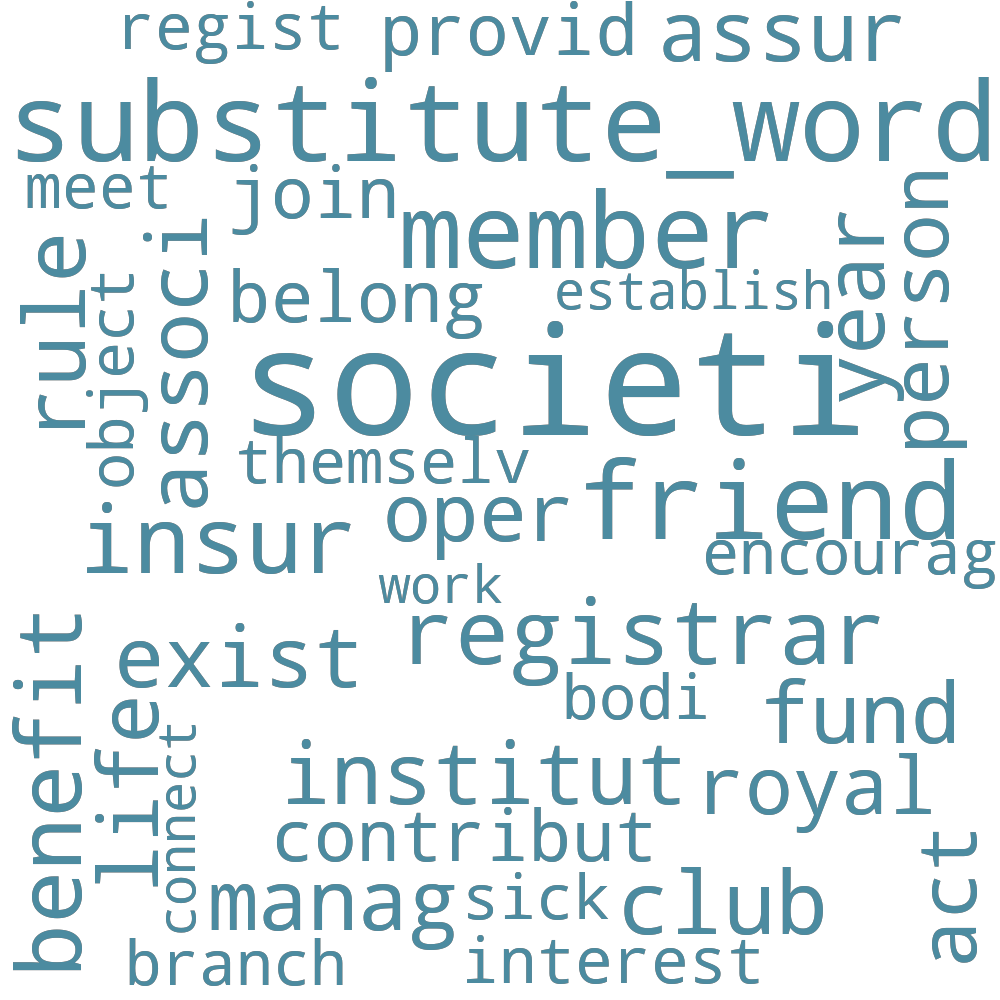 regist provid assur
substitute_word
meet join
member
rule
object
associ
belong
establish
year
person
societi
themselv
oper
friend
insur
encourag
work
registrar
exist
bodi
fund
benefit
life
connect
institut
royal
contribut
act
manag
sick
club
branch
interest